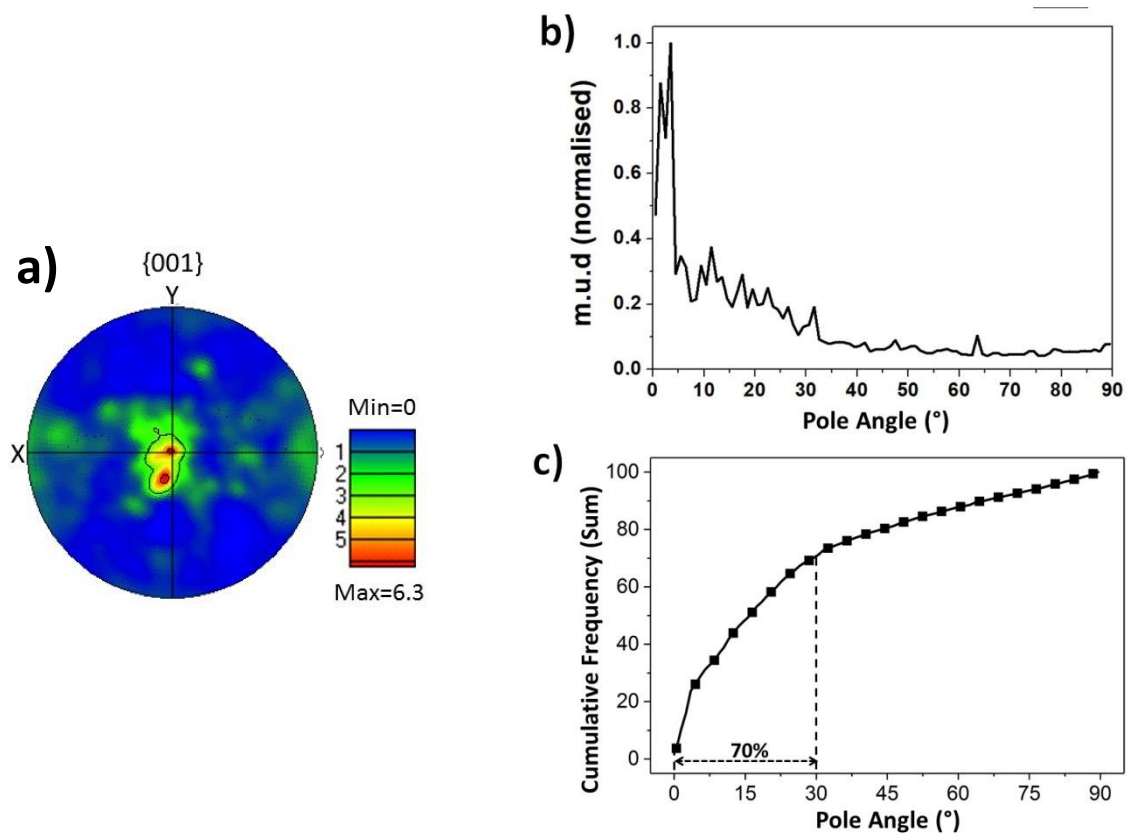 a)
{001}
Y
X
Min=0
1
2
3
4
5
Max=6.3
b)
1.0
0.8
0.6
0.4
0.2
0.0
m.u.d (normalised)
0 10 20 30 40 50 60 70 80 90
Pole Angle (°)
c)
100
80
60
40
20
0
Cumulative Frequency (Sum)
70%
0 15 30 45 60 75 90
Pole Angle (°)